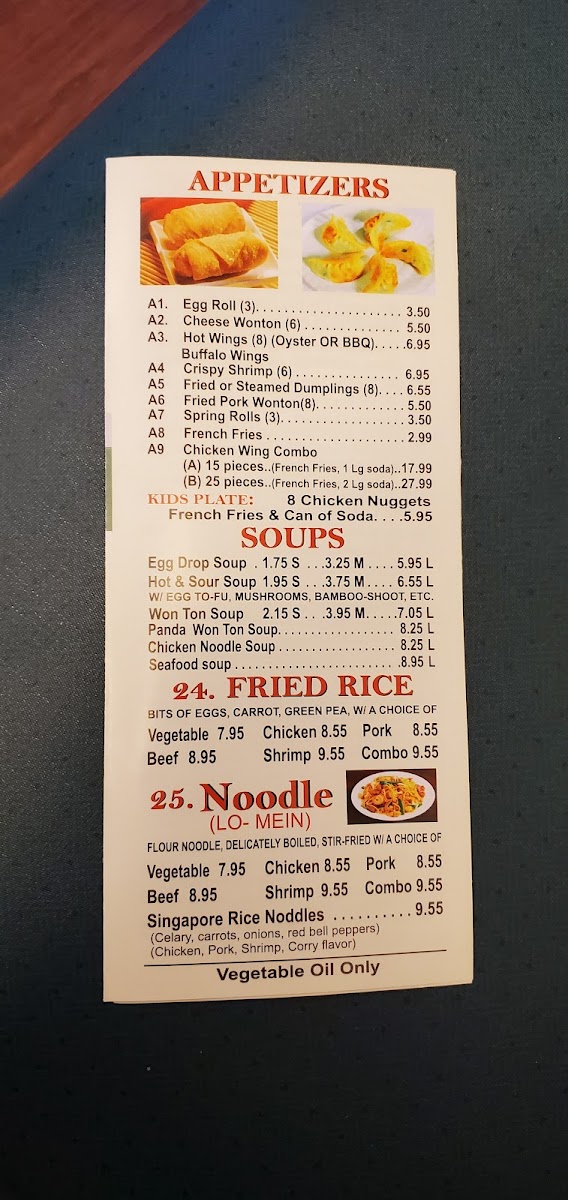 APPETIZERS
A1. Egg Roll (3). . . . . . . . . . . . . . . . . . . . . . 3.50
A2. Cheese Wonton (6) . . . . . . . . . . . . . . 5.50
A3. Hot Wings (8) (Oyster OR BBQ). . . . .6.95
Buffalo Wings
A4 Crispy Shrimp (6) . . . . . . . . . . . . . . . 6.95
A5 Fried or Steamed Dumplings (8). . . . 6.55
A6 Fried Pork Wonton(8). . . . . . . . . . . . . 5.50
A7 Spring Rolls (3). . . . . . . . . . . . . . . . . . 3.50
A8 French Fries . . . . . . . . . . . . . . . . . . . . 2.99
A9 Chicken Wing Combo
(A) 15 pieces..(French Fries, 1 Lg soda)..17.99
(B) 25 pieces..(French Fries, 2 Lg soda)..27.99
KIDS PLATE: 8 Chicken Nuggets
French Fries & Can of Soda. . . .5.95
SOUPS
Egg Drop Soup . 1.75 S . . .3.25 M . . . . 5.95 L
Hot & Sour Soup 1.95 S . . .3.75 M . . . . 6.55 L
W/ EGG TO-FU, MUSHROOMS, BAMBOO-SHOOT, ETC.
Won Ton Soup 2.15 S . . .3.95 M. . . . .7.05 L
Panda Won Ton Soup. . . . . . . . . . . . . . . . . 8.25 L
Chicken Noodle Soup . . . . . . . . . . . . . . . . . 8.25 L
Seafood soup . . . . . . . . . . . . . . . . . . . . . . . .8.95 L
24. FRIED RICE
BITS OF EGGS, CARROT, GREEN PEA, W/ A CHOICE OF
Vegetable 7.95 Chicken 8.55 Pork 8.55
Beef 8.95 Shrimp 9.55 Combo 9.55
25. Noodle
(LO- MEIN)
FLOUR NOODLE, DELICATELY BOILED, STIR-FRIED W/ A CHOICE OF
Vegetable 7.95 Chicken 8.55 Pork 8.55
Beef 8.95 Shrimp 9.55 Combo 9.55
Singapore Rice Noddles . . . . . . . . . . 9.55
(Celary, carrots, onions, red bell peppers)
(Chicken, Pork, Shrimp, Corry flavor)
Vegetable Oil Only